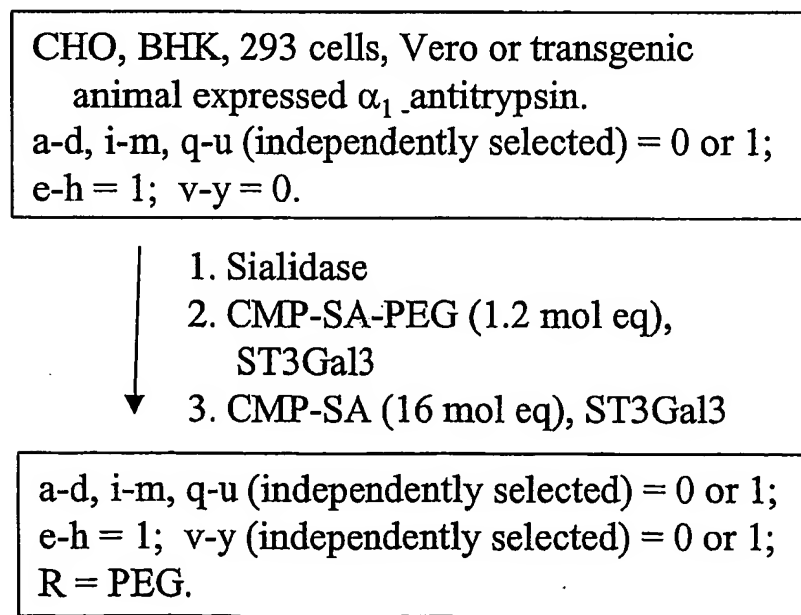 CHO, BHK, 293 cells, Vero or transgenic
animal expressed α₁ antitrypsin.
a-d, i-m, q-u (independently selected) = 0 or 1;
e-h = 1; v-y = 0.
1. Sialidase
2. CMP-SA-PEG (1.2 mol eq),
ST3Gal3
3. CMP-SA (16 mol eq), ST3Gal3
a-d, i-m, q-u (independently selected) = 0 or 1;
e-h = 1; v-y (independently selected) = 0 or 1;
R = PEG.